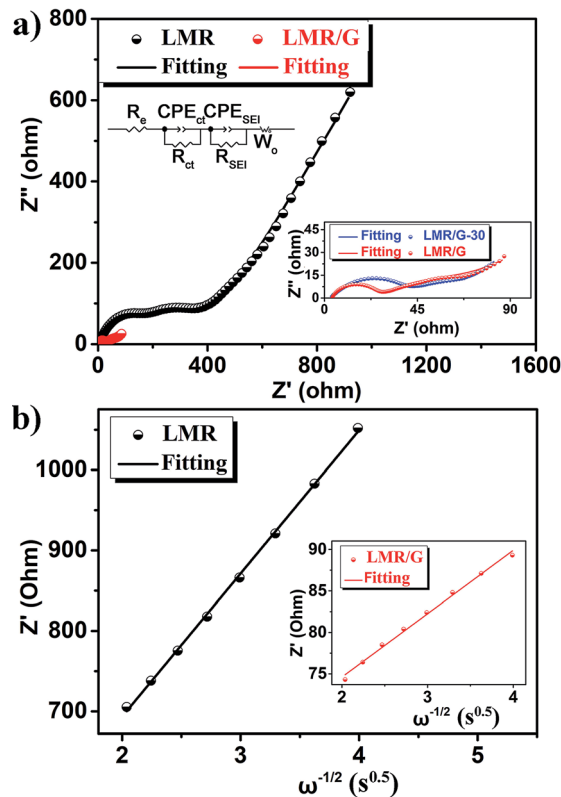 a)
800
LMR LMR/G
Fitting Fitting
600
Re CPEct CPESEI
Rct RSEI Wo
Z" (ohm)
400
200
0
45
Fitting LMR/G-30
30
Fitting LMR/G
Z" (ohm)
15
0
0 45 90
Z' (ohm)
0 400 800 1200 1600
Z' (ohm)
b)
LMR
Fitting
1000
Z' (Ohm)
900
800
700
90
LMR/G
Fitting
85
Z' (Ohm)
80
75
2 3 4
ω-1/2 (s0.5)
2 3 4 5
ω-1/2 (s0.5)